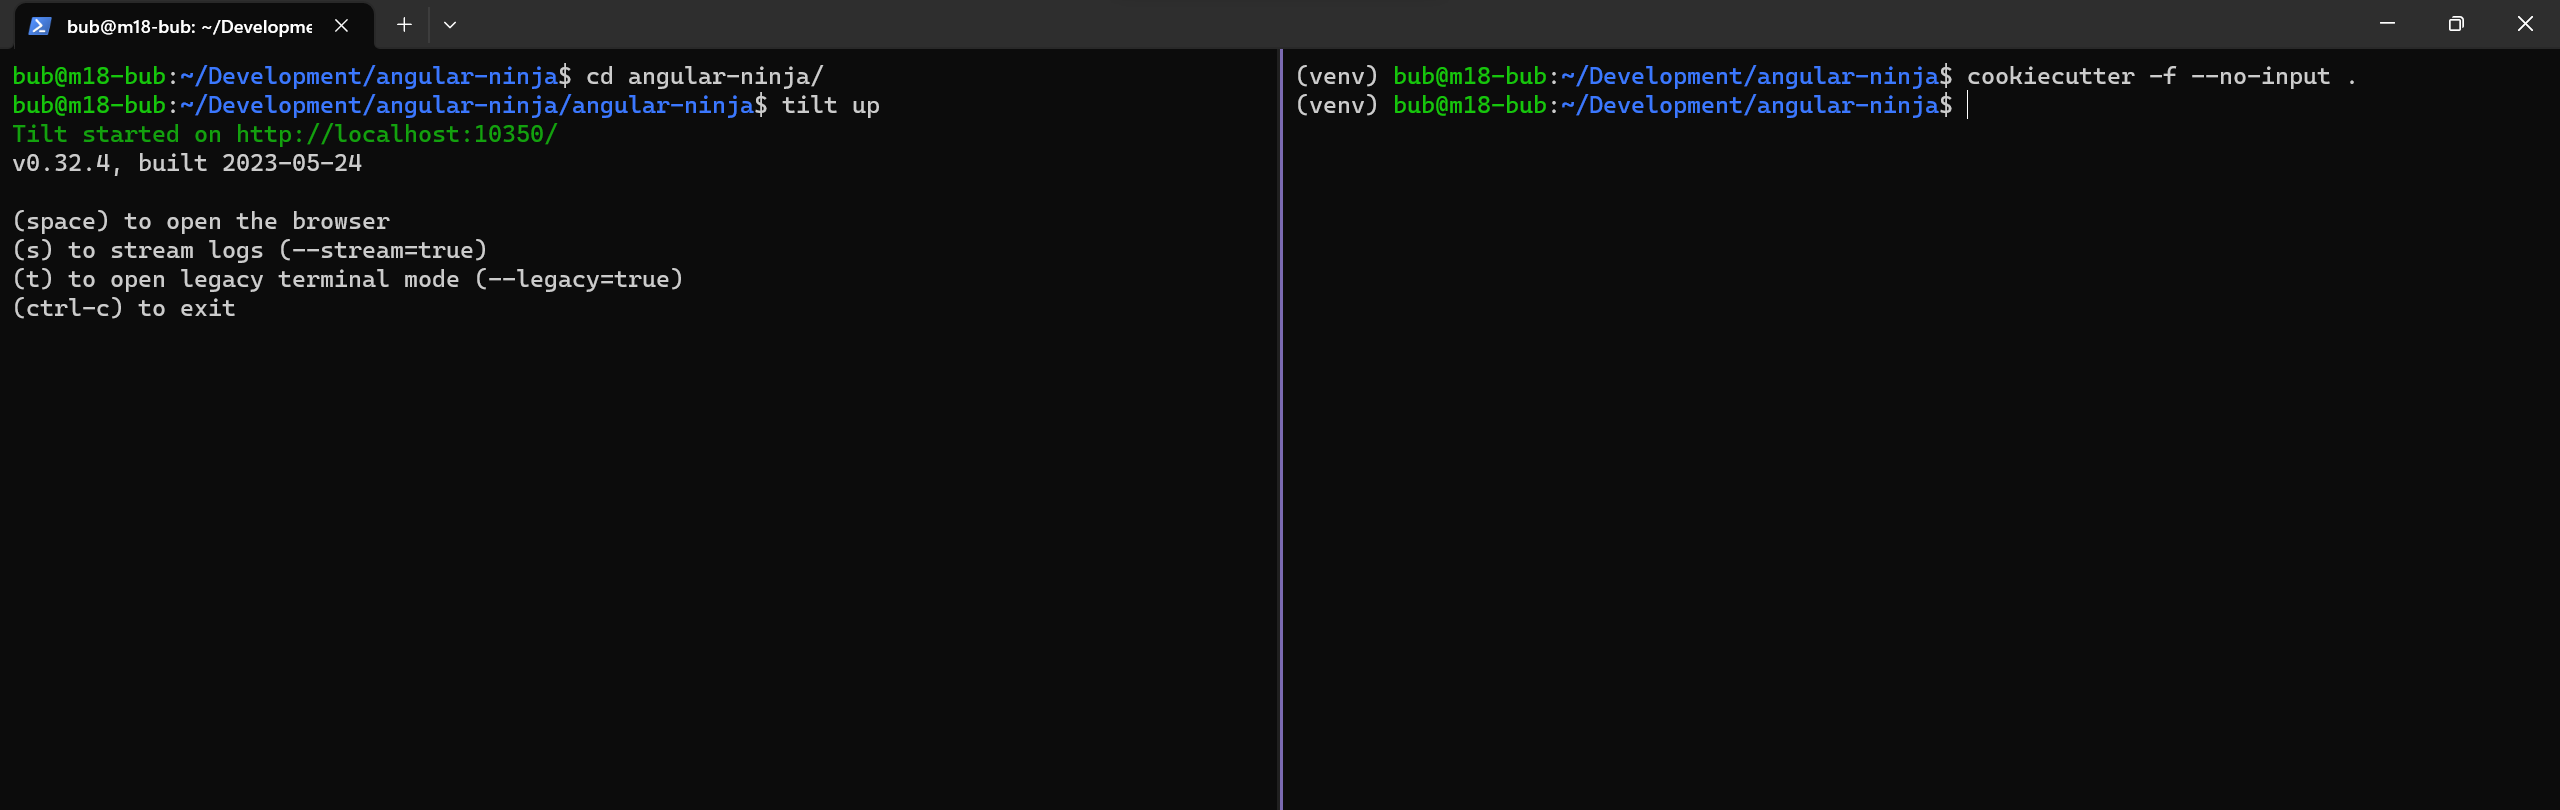 bub@m18-bub: ~/Developme
bub@m18-bub:~/Development/angular-ninja$ cd angular-ninja/
bub@m18-bub:~/Development/angular-ninja/angular-ninja$ tilt up
Tilt started on http://localhost:10350/
v0.32.4, built 2023-05-24
(space) to open the browser
(s) to stream logs (--stream=true)
(t) to open legacy terminal mode (--legacy=true)
(ctrl-c) to exit
(venv) bub@m18-bub:~/Development/angular-ninja$ cookiecutter -f --no-input .
(venv) bub@m18-bub:~/Development/angular-ninja$